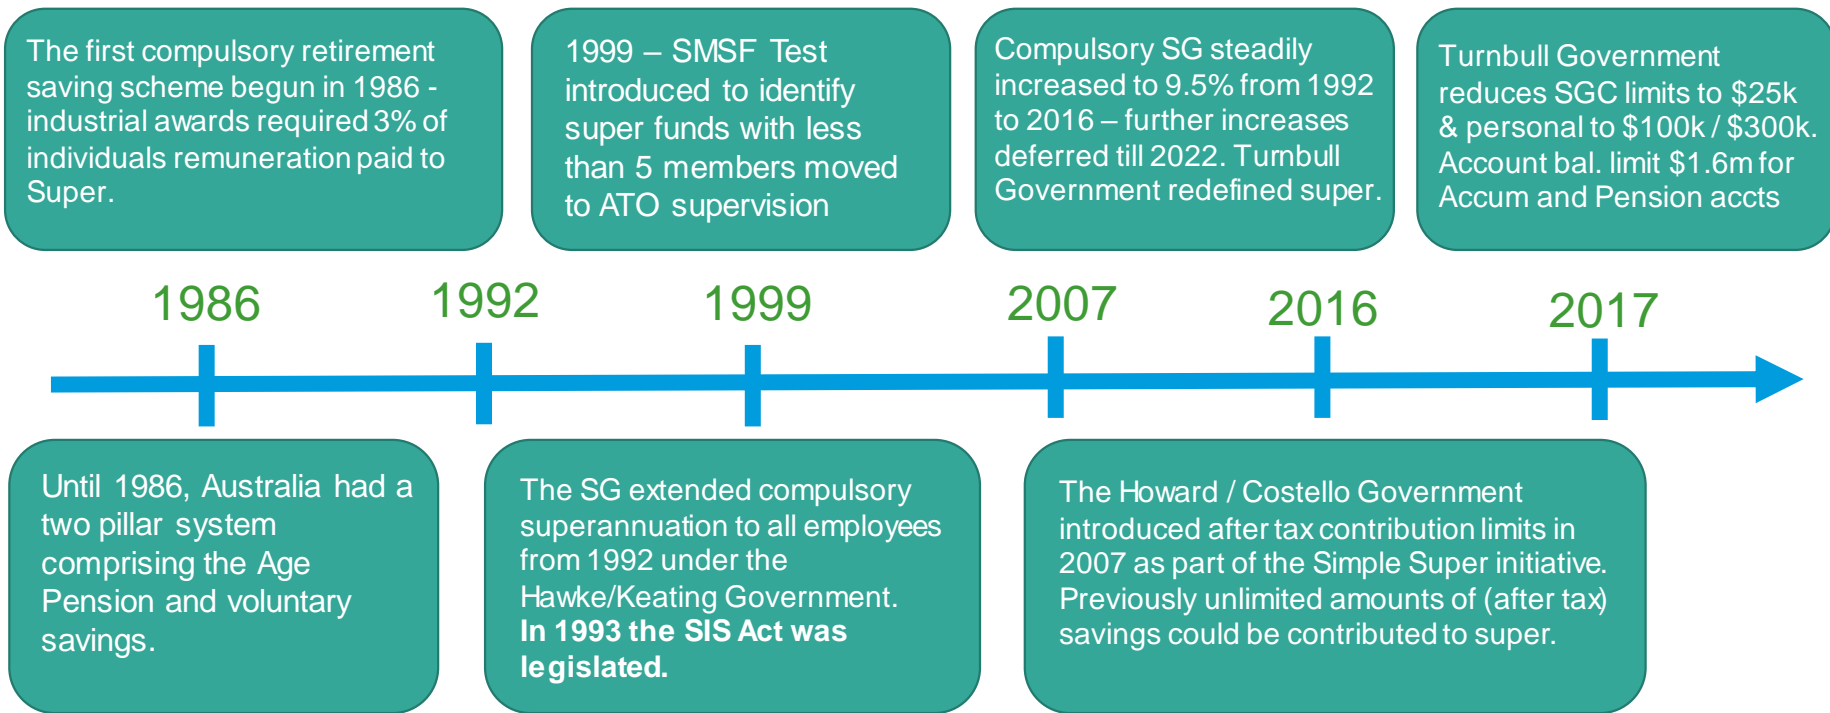 The first compulsory retirement
saving scheme begun in 1986 -
industrial awards required 3% of
individuals remuneration paid to
Super.
1999 – SMSF Test
introduced to identify
super funds with less
than 5 members moved
to ATO supervision
Compulsory SG steadily
increased to 9.5% from 1992
to 2016 – further increases
deferred till 2022. Turnbull
Government redefined super.
Turnbull Government
reduces SGC limits to $25k
& personal to $100k / $300k.
Account bal. limit $1.6m for
Accum and Pension accts
1986
1992
1999
2007
2016
2017
Until 1986, Australia had a
two pillar system
comprising the Age
Pension and voluntary
savings.
The SG extended compulsory
superannuation to all employees
from 1992 under the
Hawke/Keating Government.
In 1993 the SIS Act was
legislated.
The Howard / Costello Government
introduced after tax contribution limits in
2007 as part of the Simple Super initiative.
Previously unlimited amounts of (after tax)
savings could be contributed to super.